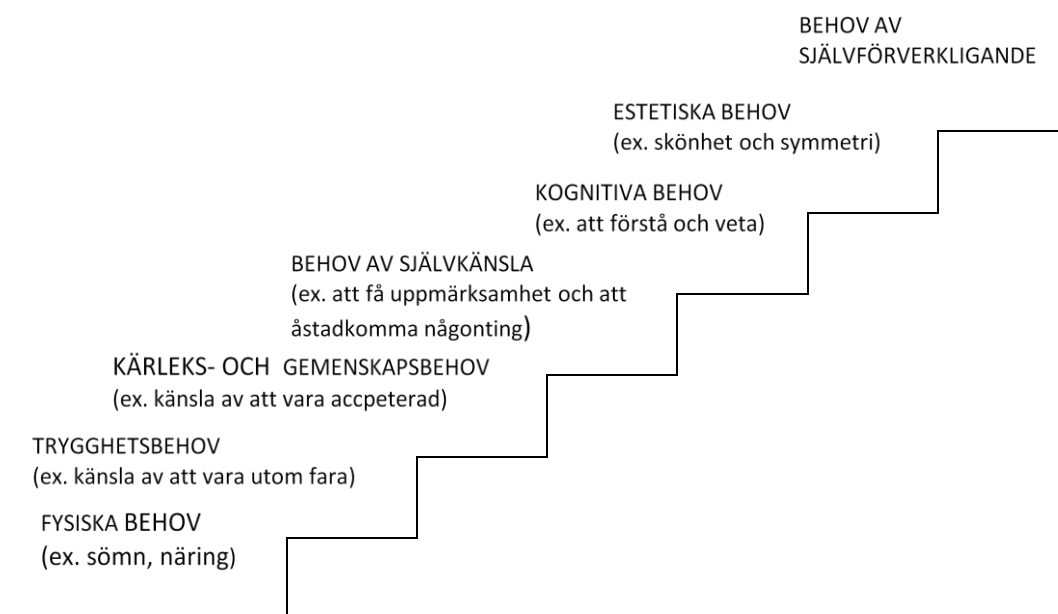 BEHOV AV
SJÄLVFÖRVERKLIGANDE
ESTETISKA BEHOV
(ex. skönhet och symmetri)
KOGNITIVA BEHOV
(ex. att förstå och veta)
BEHOV AV SJÄLVKÄNSLA
(ex. att få uppmärksamhet och att
åstadkomma någonting)
KÄRLEKS- OCH GEMENSKAPSBEHOV
(ex. känsla av att vara accpeterad)
TRYGGHETSBEHOV
(ex. känsla av att vara utom fara)
FYSISKA BEHOV
(ex. sömn, näring)